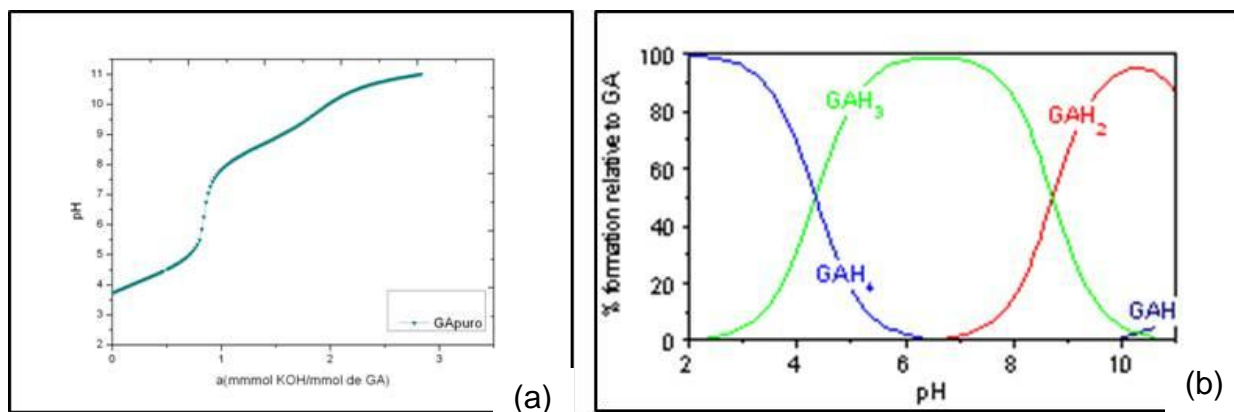 11
10
9
8
7
6
5
4
3
2
pH
0
1
2
3
a(mmmol KOH/mmol de GA)
GApuro
(a)
100
80
60
40
20
0
% formation relative to GA
GAH₃
GAH₂
GAH₄
GAH
2
4
6
8
10
pH
(b)